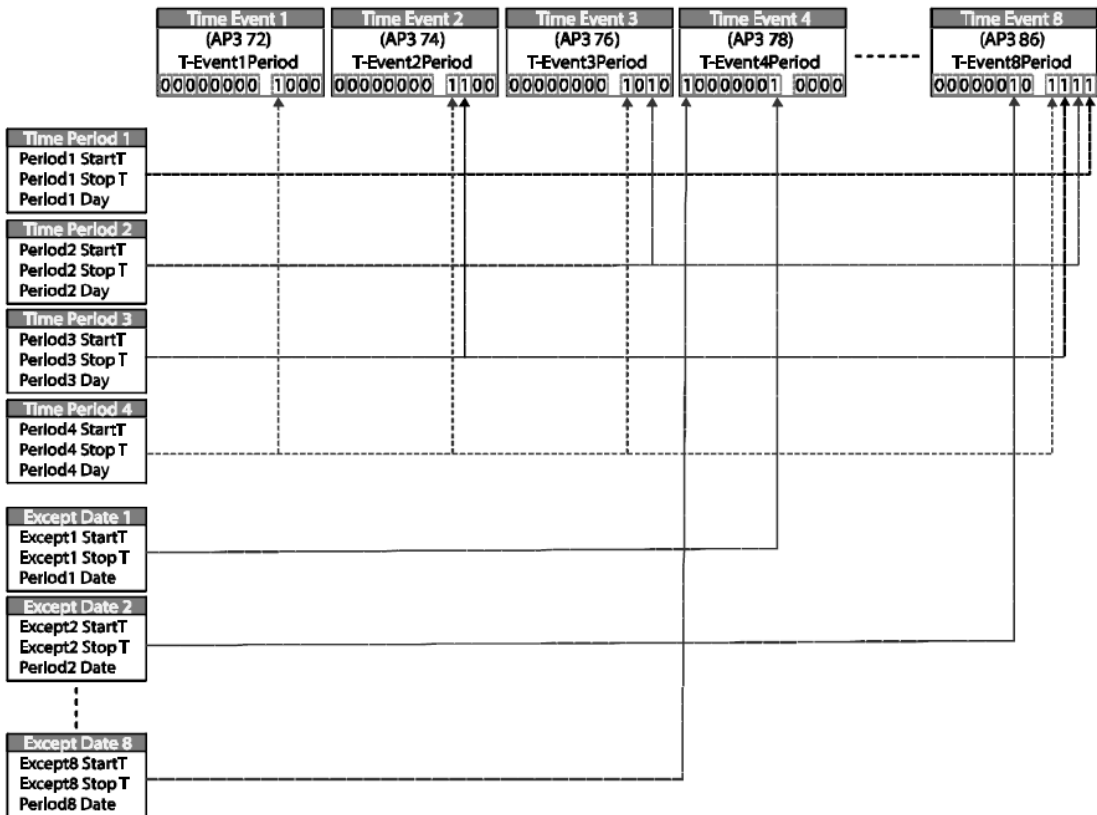 Time Event 1
(AP3 72)
T-Event1Period
00000000 1000
Time Event 2
(AP3 74)
T-Event2Period
00000000 1100
Time Event 3
(AP3 76)
T-Event3Period
00000000 1010
Time Event 4
(AP3 78)
T-Event4Period
10000001 0000
Time Event 8
(AP3 86)
T-Event8Period
00000010 1111
Time Period 1
Period1 StartT
Period1 Stop T
Period1 Day
Time Period 2
Period2 StartT
Period2 Stop T
Period2 Day
Time Period 3
Period3 StartT
Period3 Stop T
Period3 Day
Time Period 4
Period4 StartT
Period4 Stop T
Period4 Day
Except Date 1
Except1 StartT
Except1 Stop T
Period1 Date
Except Date 2
Except2 StartT
Except2 Stop T
Period2 Date
Except Date 8
Except8 StartT
Except8 Stop T
Period8 Date